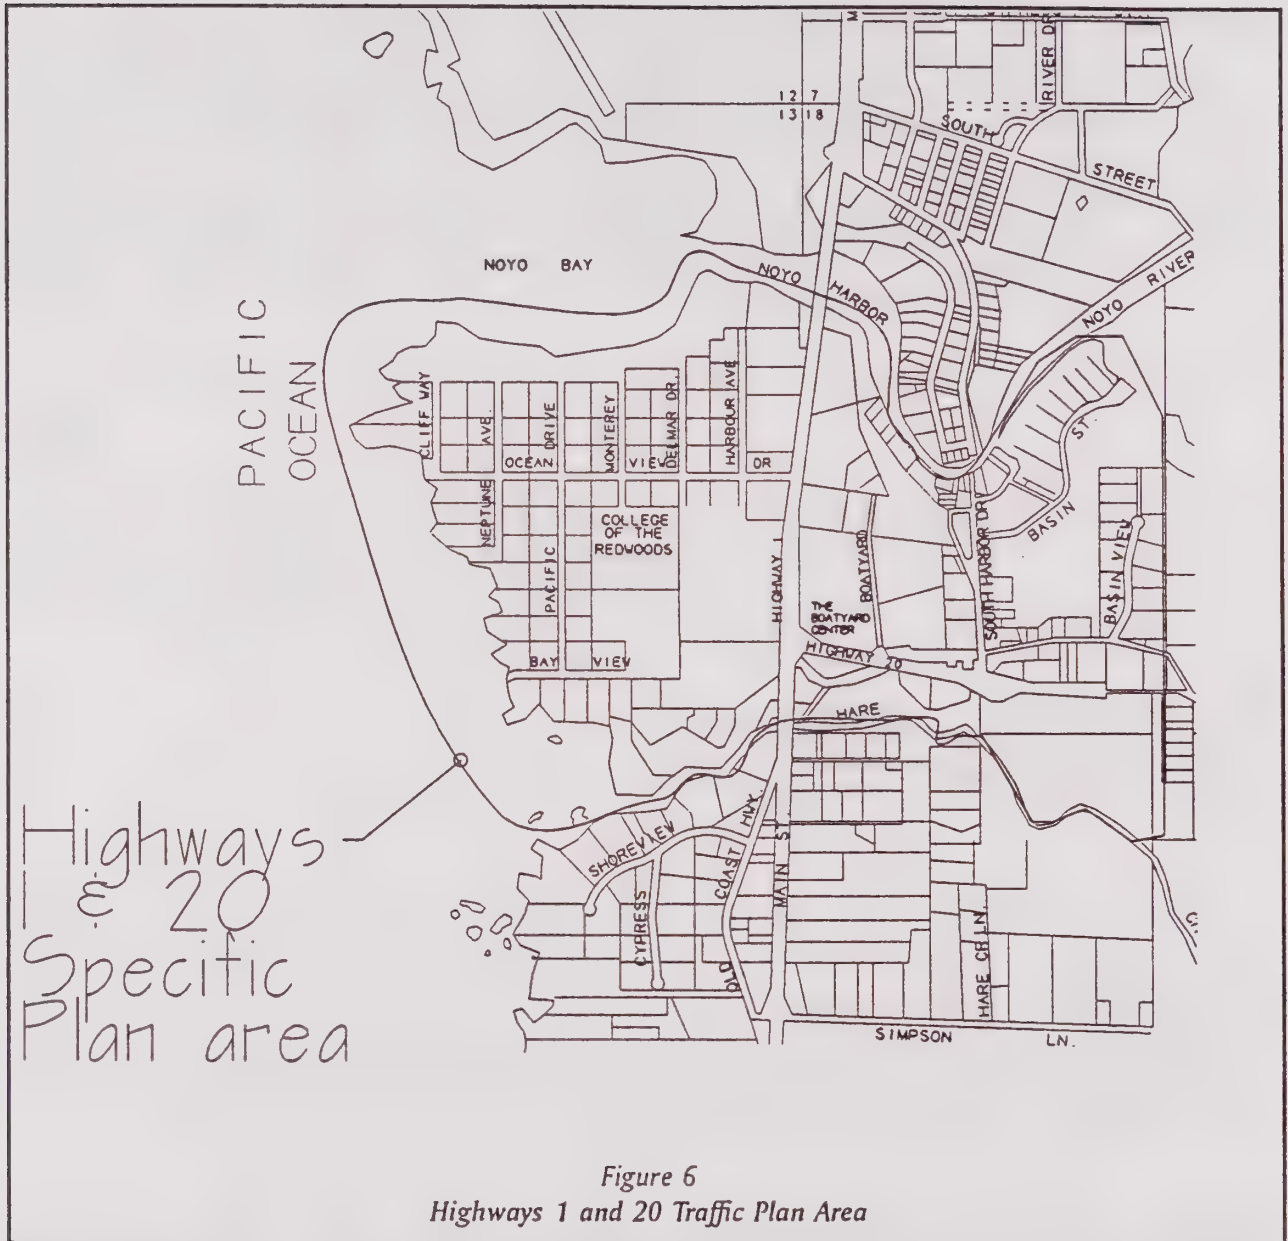 M
RIVER DR
12 7
13 18
SOUTH
STREET
NOYO BAY
NOYO
HARBOR
NOYO RIVER
PACIFIC
OCEAN
CLIFF WAY
AVE
DRIVE
MONTEREY
DELMAR DR.
HARBOUR AVE
OCEAN
VIEW
DR
NEPTUNE
COLLEGE
OF THE
REDWOODS
PACIFIC
HIGHWAY 1
BOATYARD
SOUTH HARBOR DR
BASIN
ST.
BASIN VIEW
THE
BOATYARD
CENTER
HIGHWAY 20
BAY
VIEW
HARE
Highways
1 & 20
Specific
Plan area
SHOREVIEW
CYPRESS
OLD
COAST
HWY
MAIN ST
HARE CR LN.
SIMPSON
LN.
Figure 6
Highways 1 and 20 Traffic Plan Area